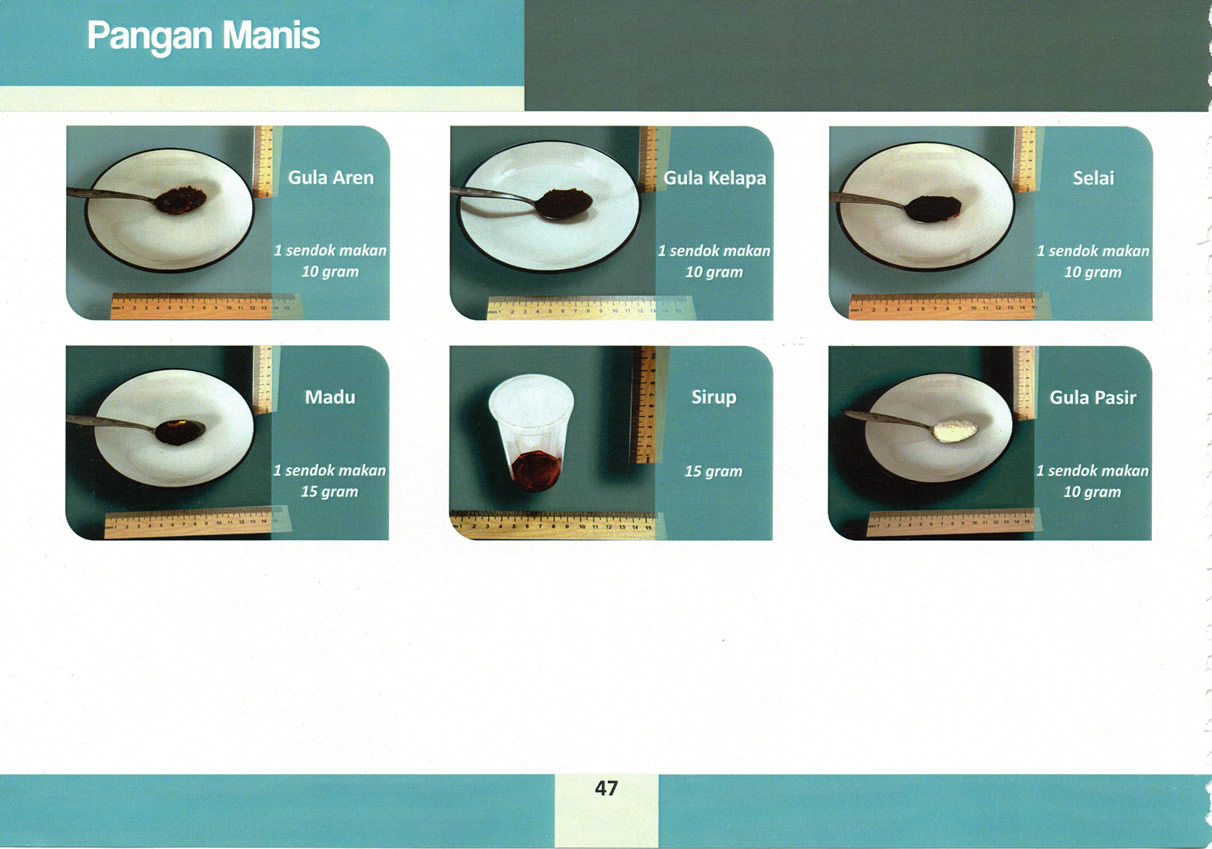 Pangan Manis
Gula Aren
1 sendok makan
10 gram
Gula Kelapa
1 sendok makan
10 gram
Selai
1 sendok makan
10 gram
Madu
1 sendok makan
15 gram
Sirup
15 gram
Gula Pasir
1 sendok makan
10 gram
47